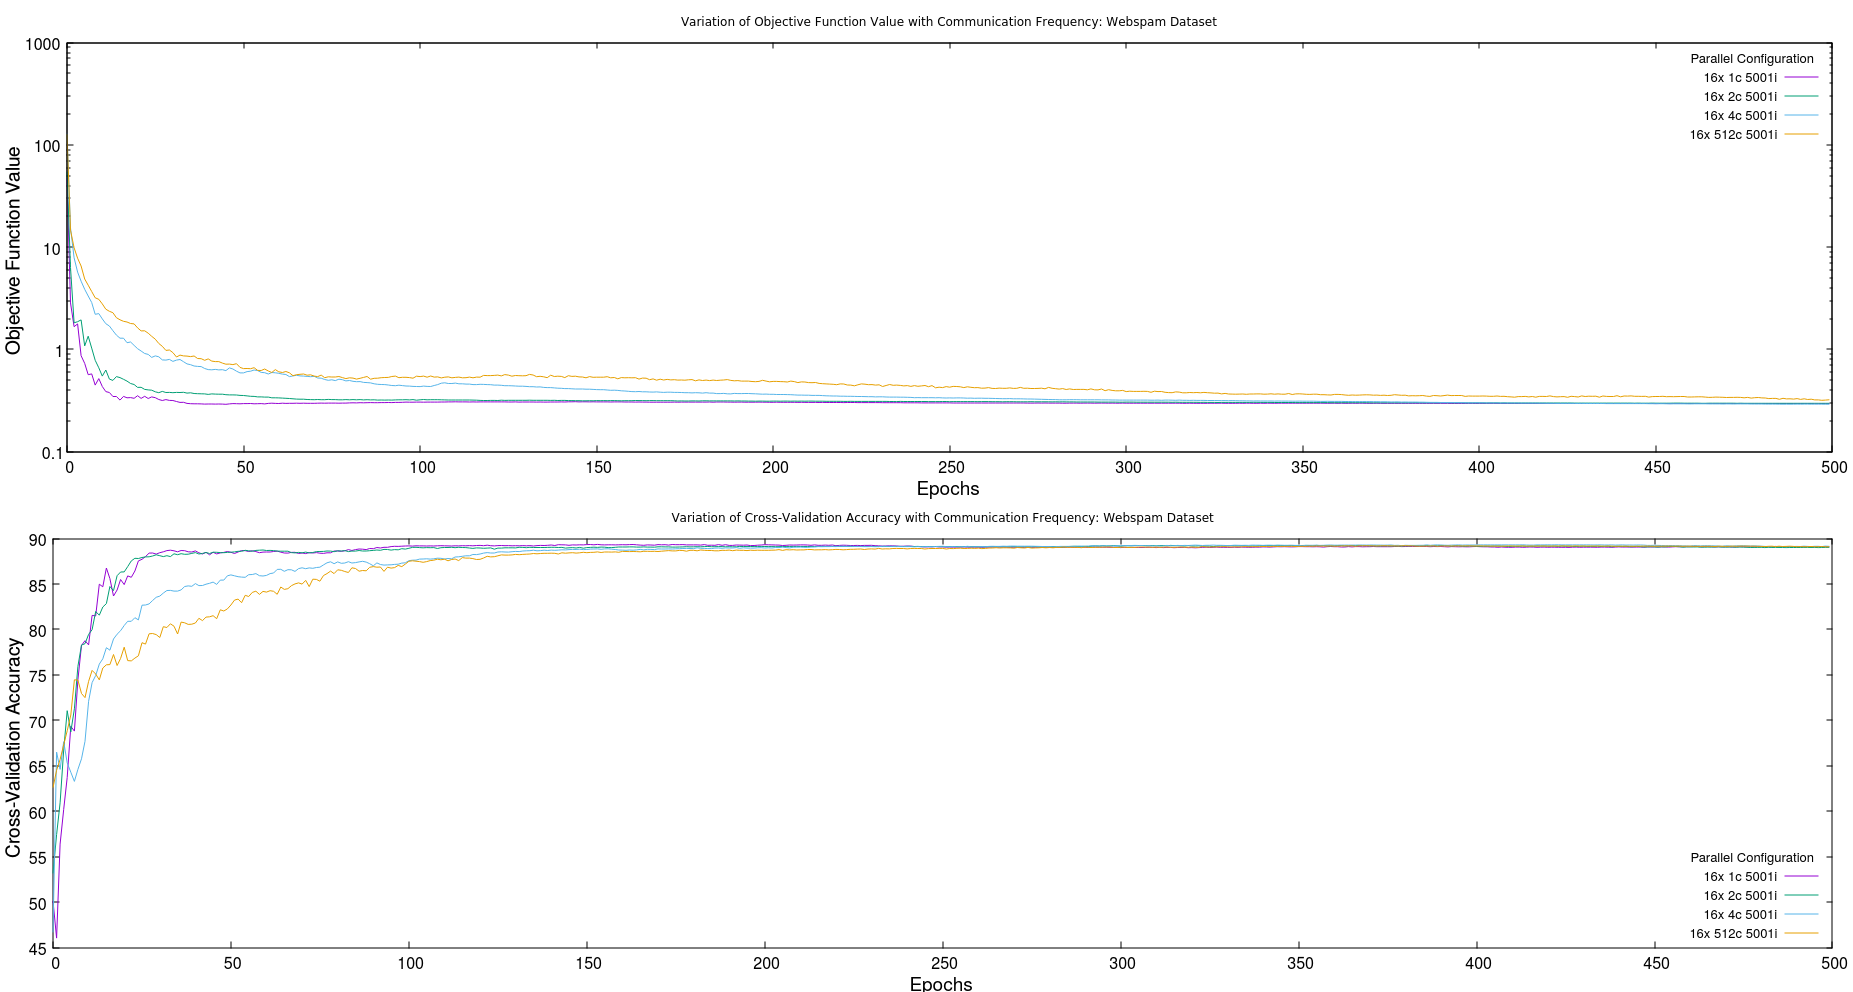 Variation of Objective Function Value with Communication Frequency: Webspam Dataset
Objective Function Value
1000
100
10
1
0.1
Parallel Configuration
16x 1c 5001i
16x 2c 5001i
16x 4c 5001i
16x 512c 5001i
0 50 100 150 200 250 300 350 400 450 500
Epochs
Variation of Cross-Validation Accuracy with Communication Frequency: Webspam Dataset
Cross-Validation Accuracy
90
85
80
75
70
65
60
55
50
45
Parallel Configuration
16x 1c 5001i
16x 2c 5001i
16x 4c 5001i
16x 512c 5001i
0 50 100 150 200 250 300 350 400 450 500
Epochs